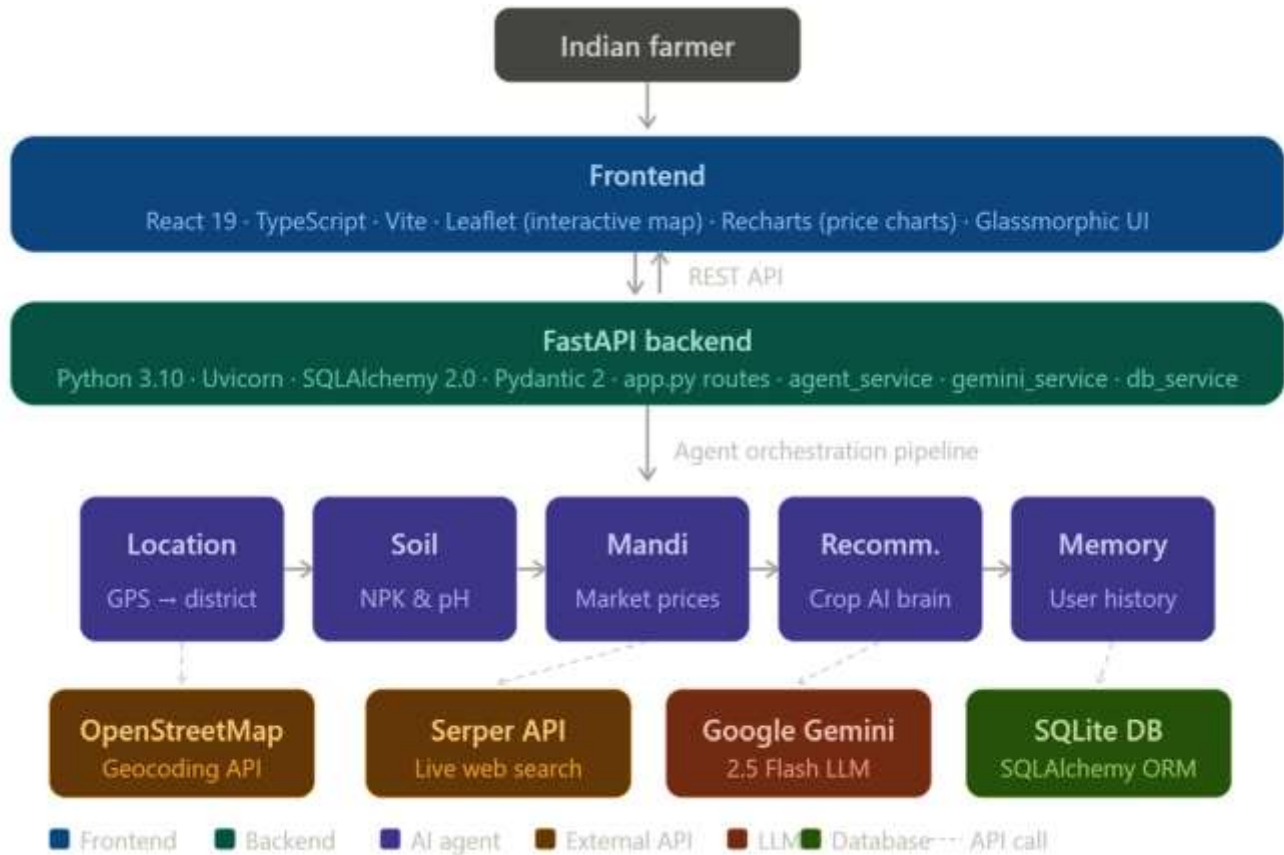 Indian farmer
Frontend
React 19 · TypeScript · Vite · Leaflet (interactive map) · Recharts (price charts) · Glassmorphic UI
REST API
FastAPI backend
Python 3.10 · Uvicorn · SQLAlchemy 2.0 · Pydantic 2 · app.py routes · agent_service · gemini_service · db_service
Agent orchestration pipeline
Location
GPS → district
Soil
NPK & pH
Mandi
Market prices
Recomm.
Crop AI brain
Memory
User history
OpenStreetMap
Geocoding API
Serper API
Live web search
Google Gemini
2.5 Flash LLM
SQLite DB
SQLAlchemy ORM
Frontend Backend AI agent External API LLM Database API call